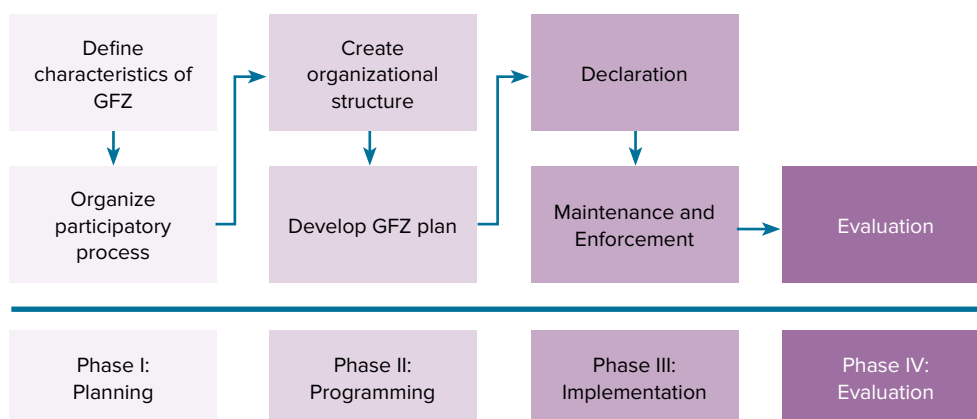 Define
characteristics of
GFZ
Organize
participatory
process
Create
organizational
structure
Develop GFZ plan
Declaration
Maintenance and
Enforcement
Evaluation
Phase I:
Planning
Phase II:
Programming
Phase III:
Implementation
Phase IV:
Evaluation